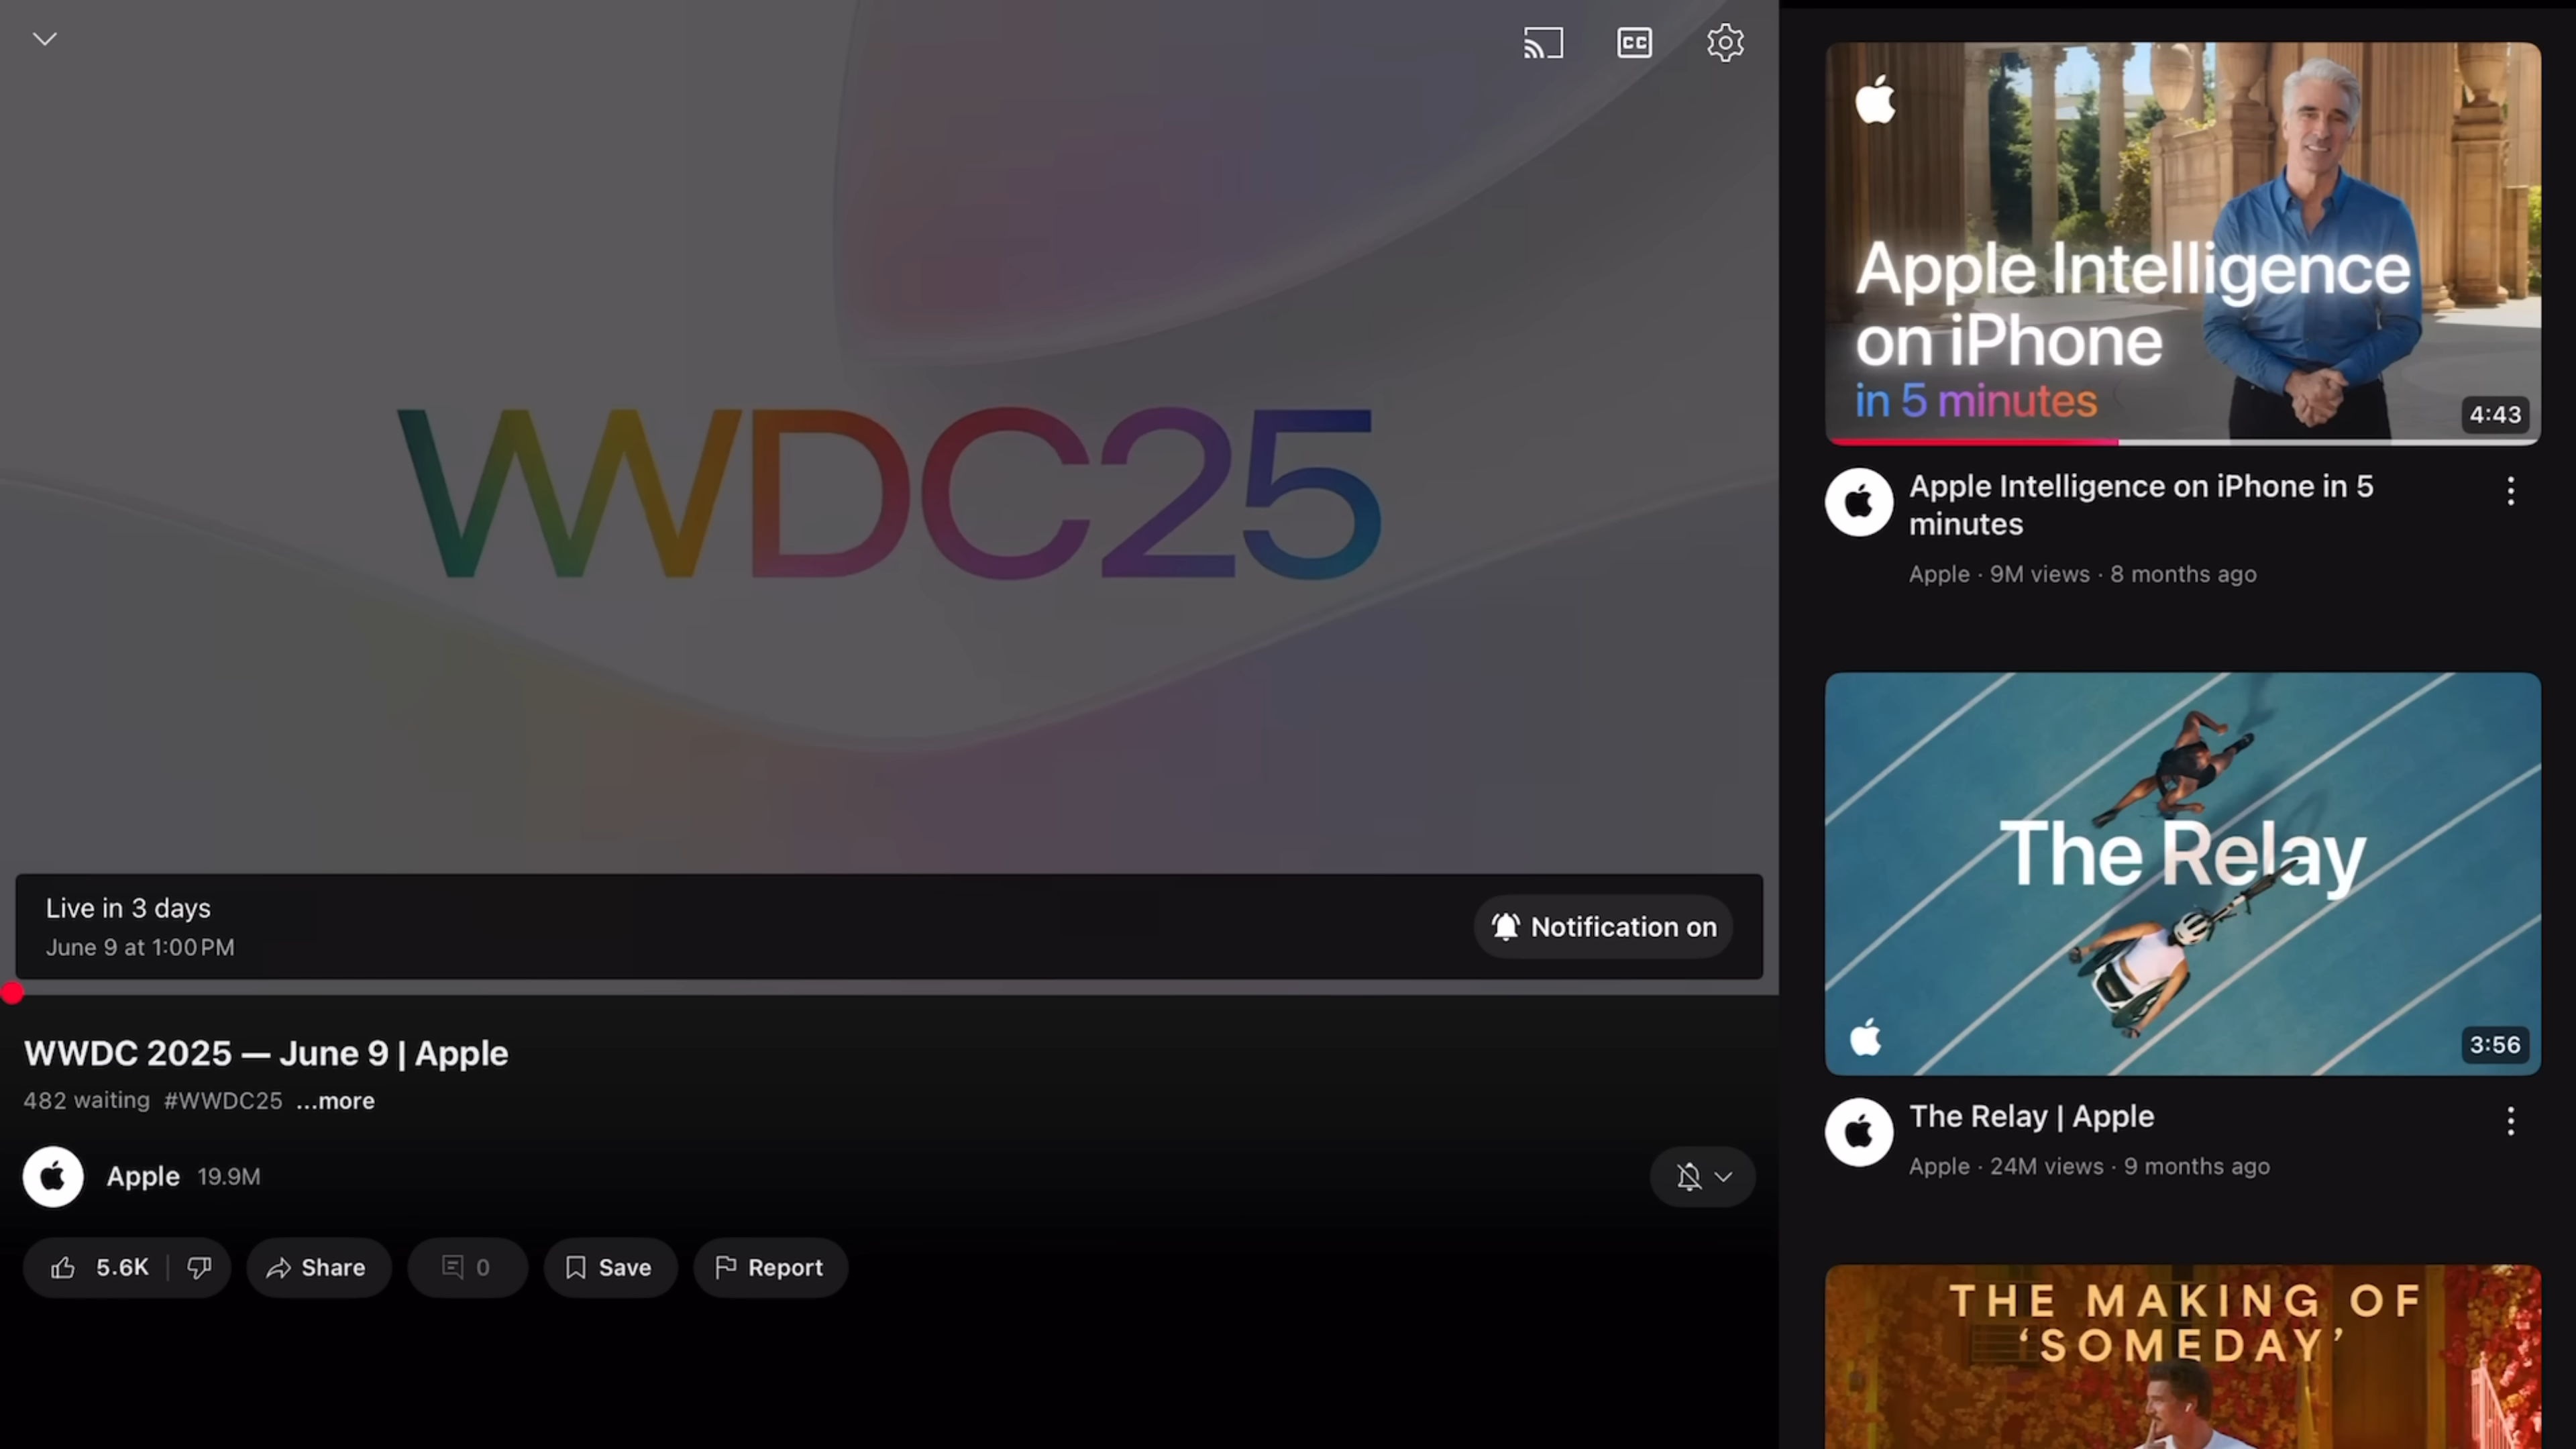 CC
WWDC25
Live in 3 days
June 9 at 1:00 PM
Notification on
WWDC 2025 — June 9 | Apple
482 waiting #WWDC25 ...more
Apple 19.9M
5.6K
Share
0
Save
Report
Apple Intelligence
on iPhone
in 5 minutes
4:43
Apple Intelligence on iPhone in 5
minutes
Apple · 9M views · 8 months ago
The Relay
3:56
The Relay | Apple
Apple · 24M views · 9 months ago
THE MAKING OF
‘SOMEDAY’